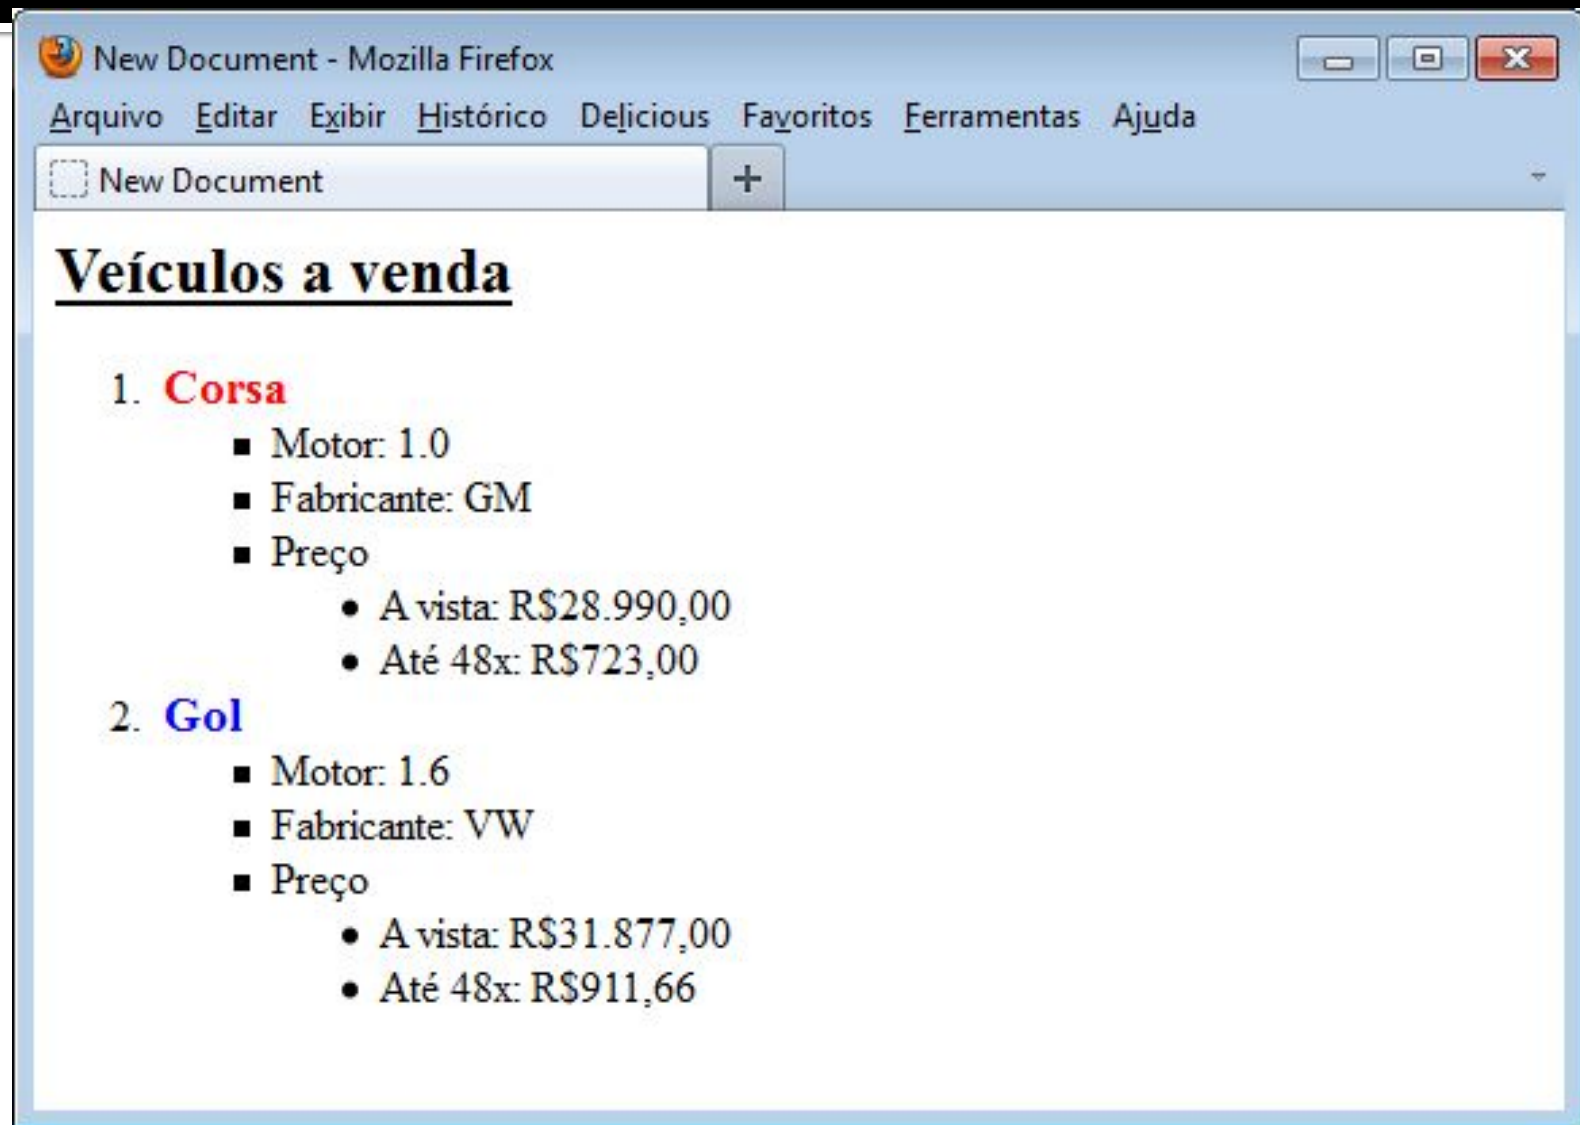 New Document - Mozilla Firefox
Arquivo Editar Exibir Histórico Delicious Favoritos Ferramentas Ajuda
New Document
Veículos a venda
1. Corsa
Motor: 1.0
Fabricante: GM
Preço
A vista: R$28.990,00
Até 48x: R$723,00
2. Gol
Motor: 1.6
Fabricante: VW
Preço
A vista: R$31.877,00
Até 48x: R$911,66